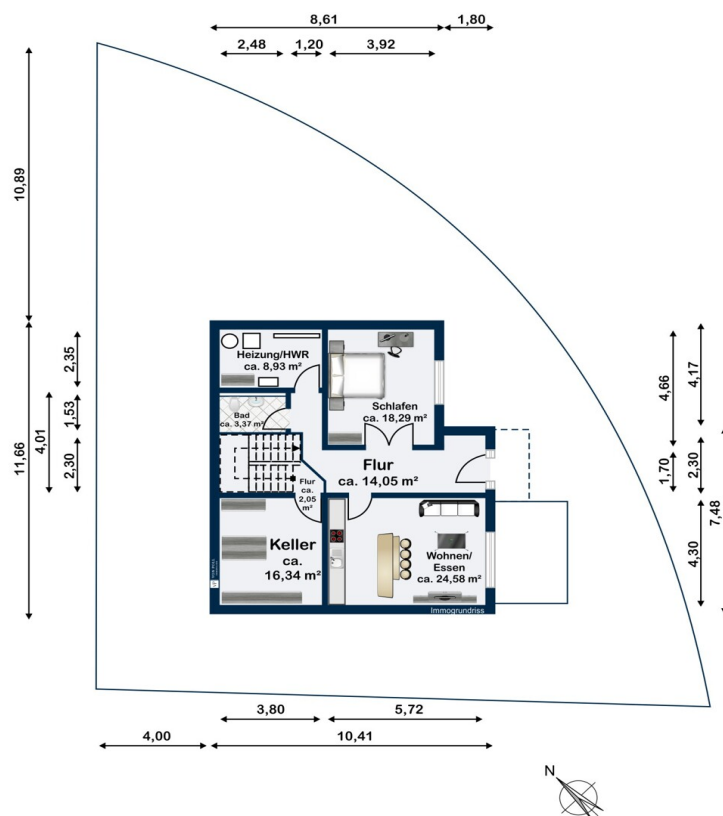 8,61
1,80
2,48
1,20
3,92
10,89
11,66
2,35
1,53
4,01
2,30
Heizung/HWR
ca. 8,93 m²
Bad
ca. 3,37 m²
Schlafen
ca. 18,29 m²
Flur
ca. 14,05 m²
Flur
ca.
2,05
m²
Keller
ca.
16,34 m²
Wohnen/
Essen
ca. 24,58 m²
Immogrundriss
4,66
4,17
1,70
2,30
7,48
4,30
3,80
5,72
4,00
10,41
N